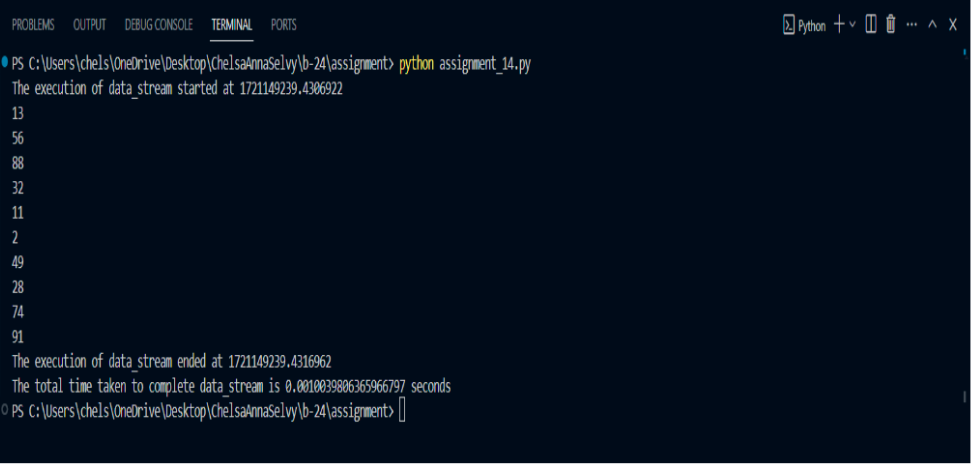 PROBLEMS OUTPUT DEBUG CONSOLE TERMINAL PORTS Python
PS C:\Users\chels\OneDrive\Desktop\ChelsaAnnaSelvy\b-24\assignment> python assignment_14.py
The execution of data_stream started at 1721149239.4306922
13
56
88
32
11
2
49
28
74
91
The execution of data_stream ended at 1721149239.4316962
The total time taken to complete data_stream is 0.0010039806365966797 seconds
PS C:\Users\chels\OneDrive\Desktop\ChelsaAnnaSelvy\b-24\assignment>